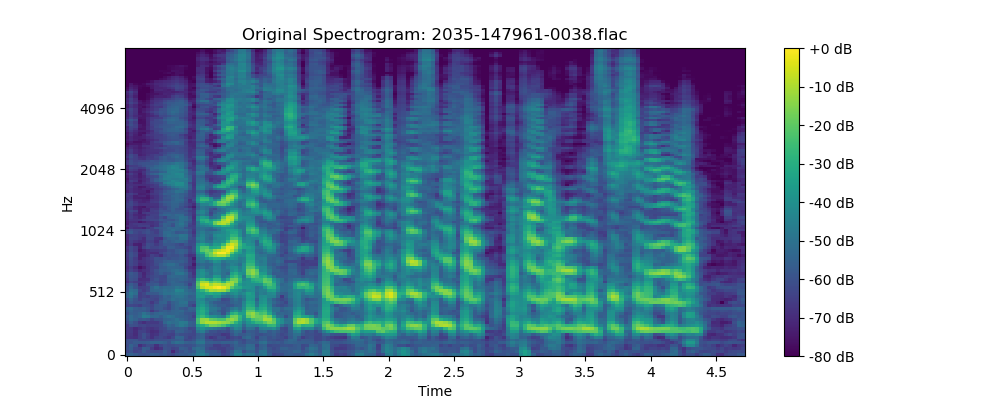 Original Spectrogram: 2035-147961-0038.flac
Hz
4096
2048
1024
512
0
0
0.5
1
1.5
2
2.5
3
3.5
4
4.5
Time
+0 dB
-10 dB
-20 dB
-30 dB
-40 dB
-50 dB
-60 dB
-70 dB
-80 dB